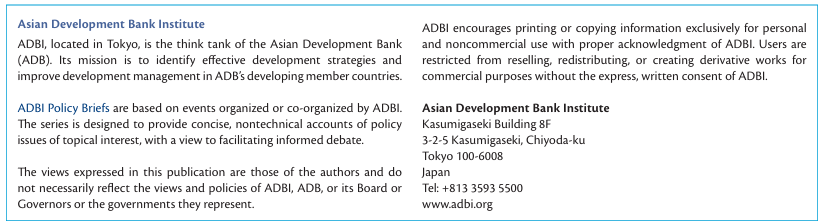 Asian Development Bank Institute
ADBI, located in Tokyo, is the think tank of the Asian Development Bank
(ADB). Its mission is to identify effective development strategies and
improve development management in ADB's developing member countries.
ADBI Policy Briefs are based on events organized or co-organized by ADBI.
The series is designed to provide concise, nontechnical accounts of policy
issues of topical interest, with a view to facilitating informed debate.
The views expressed in this publication are those of the authors and do
not necessarily reflect the views and policies of ADBI, ADB, or its Board or
Governors or the governments they represent.
ADBI encourages printing or copying information exclusively for personal
and noncommercial use with proper acknowledgment of ADBI. Users are
restricted from reselling, redistributing, or creating derivative works for
commercial purposes without the express, written consent of ADBI.
Asian Development Bank Institute
Kasumigaseki Building 8F
3-2-5 Kasumigaseki, Chiyoda-ku
Tokyo 100-6008
Japan
Tel: +813 3593 5500
www.adbi.org